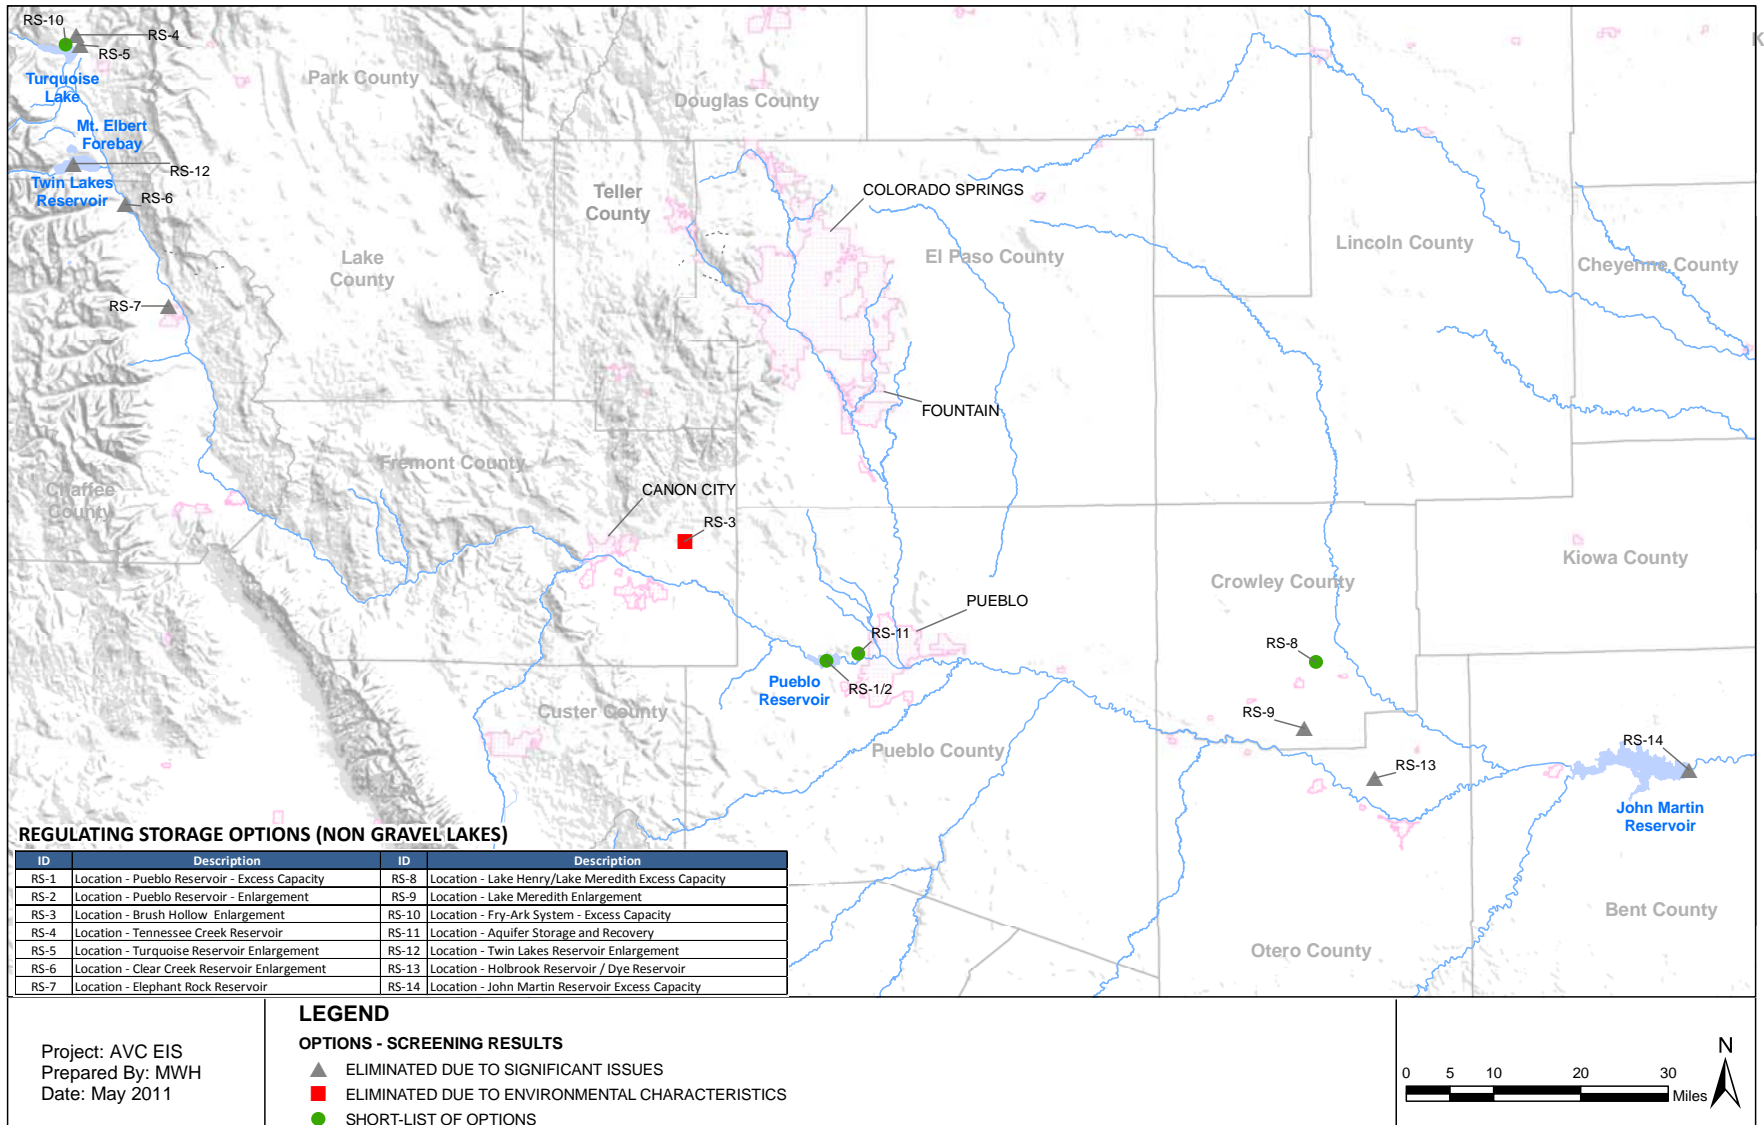 RS-10
RS-4
RS-5
Turquoise
Lake
Mt. Elbert
Forebay
RS-12
Twin Lakes
Reservoir
RS-6
RS-7
Park County
Douglas County
Teller
County
COLORADO SPRINGS
El Paso County
Lincoln County
Cheyenne County
K
Lake
County
FOUNTAIN
Fremont County
Chaffee
County
CANON CITY
RS-3
Kiowa County
Crowley County
PUEBLO
RS-11
RS-8
RS-1/2
Pueblo
Reservoir
Custer County
RS-9
Pueblo County
RS-14
RS-13
John Martin
Reservoir
Bent County
Otero County
REGULATING STORAGE OPTIONS (NON GRAVEL LAKES)
ID Description ID Description
RS-1 Location - Pueblo Reservoir - Excess Capacity RS-8 Location - Lake Henry/Lake Meredith Excess Capacity
RS-2 Location - Pueblo Reservoir - Enlargement RS-9 Location - Lake Meredith Enlargement
RS-3 Location - Brush Hollow Enlargement RS-10 Location - Fry-Ark System - Excess Capacity
RS-4 Location - Tennessee Creek Reservoir RS-11 Location - Aquifer Storage and Recovery
RS-5 Location - Turquoise Reservoir Enlargement RS-12 Location - Twin Lakes Reservoir Enlargement
RS-6 Location - Clear Creek Reservoir Enlargement RS-13 Location - Holbrook Reservoir / Dye Reservoir
RS-7 Location - Elephant Rock Reservoir RS-14 Location - John Martin Reservoir Excess Capacity
Project: AVC EIS
Prepared By: MWH
Date: May 2011
LEGEND
OPTIONS - SCREENING RESULTS
ELIMINATED DUE TO SIGNIFICANT ISSUES
ELIMINATED DUE TO ENVIRONMENTAL CHARACTERISTICS
SHORT-LIST OF OPTIONS
N
0 5 10 20 30
Miles